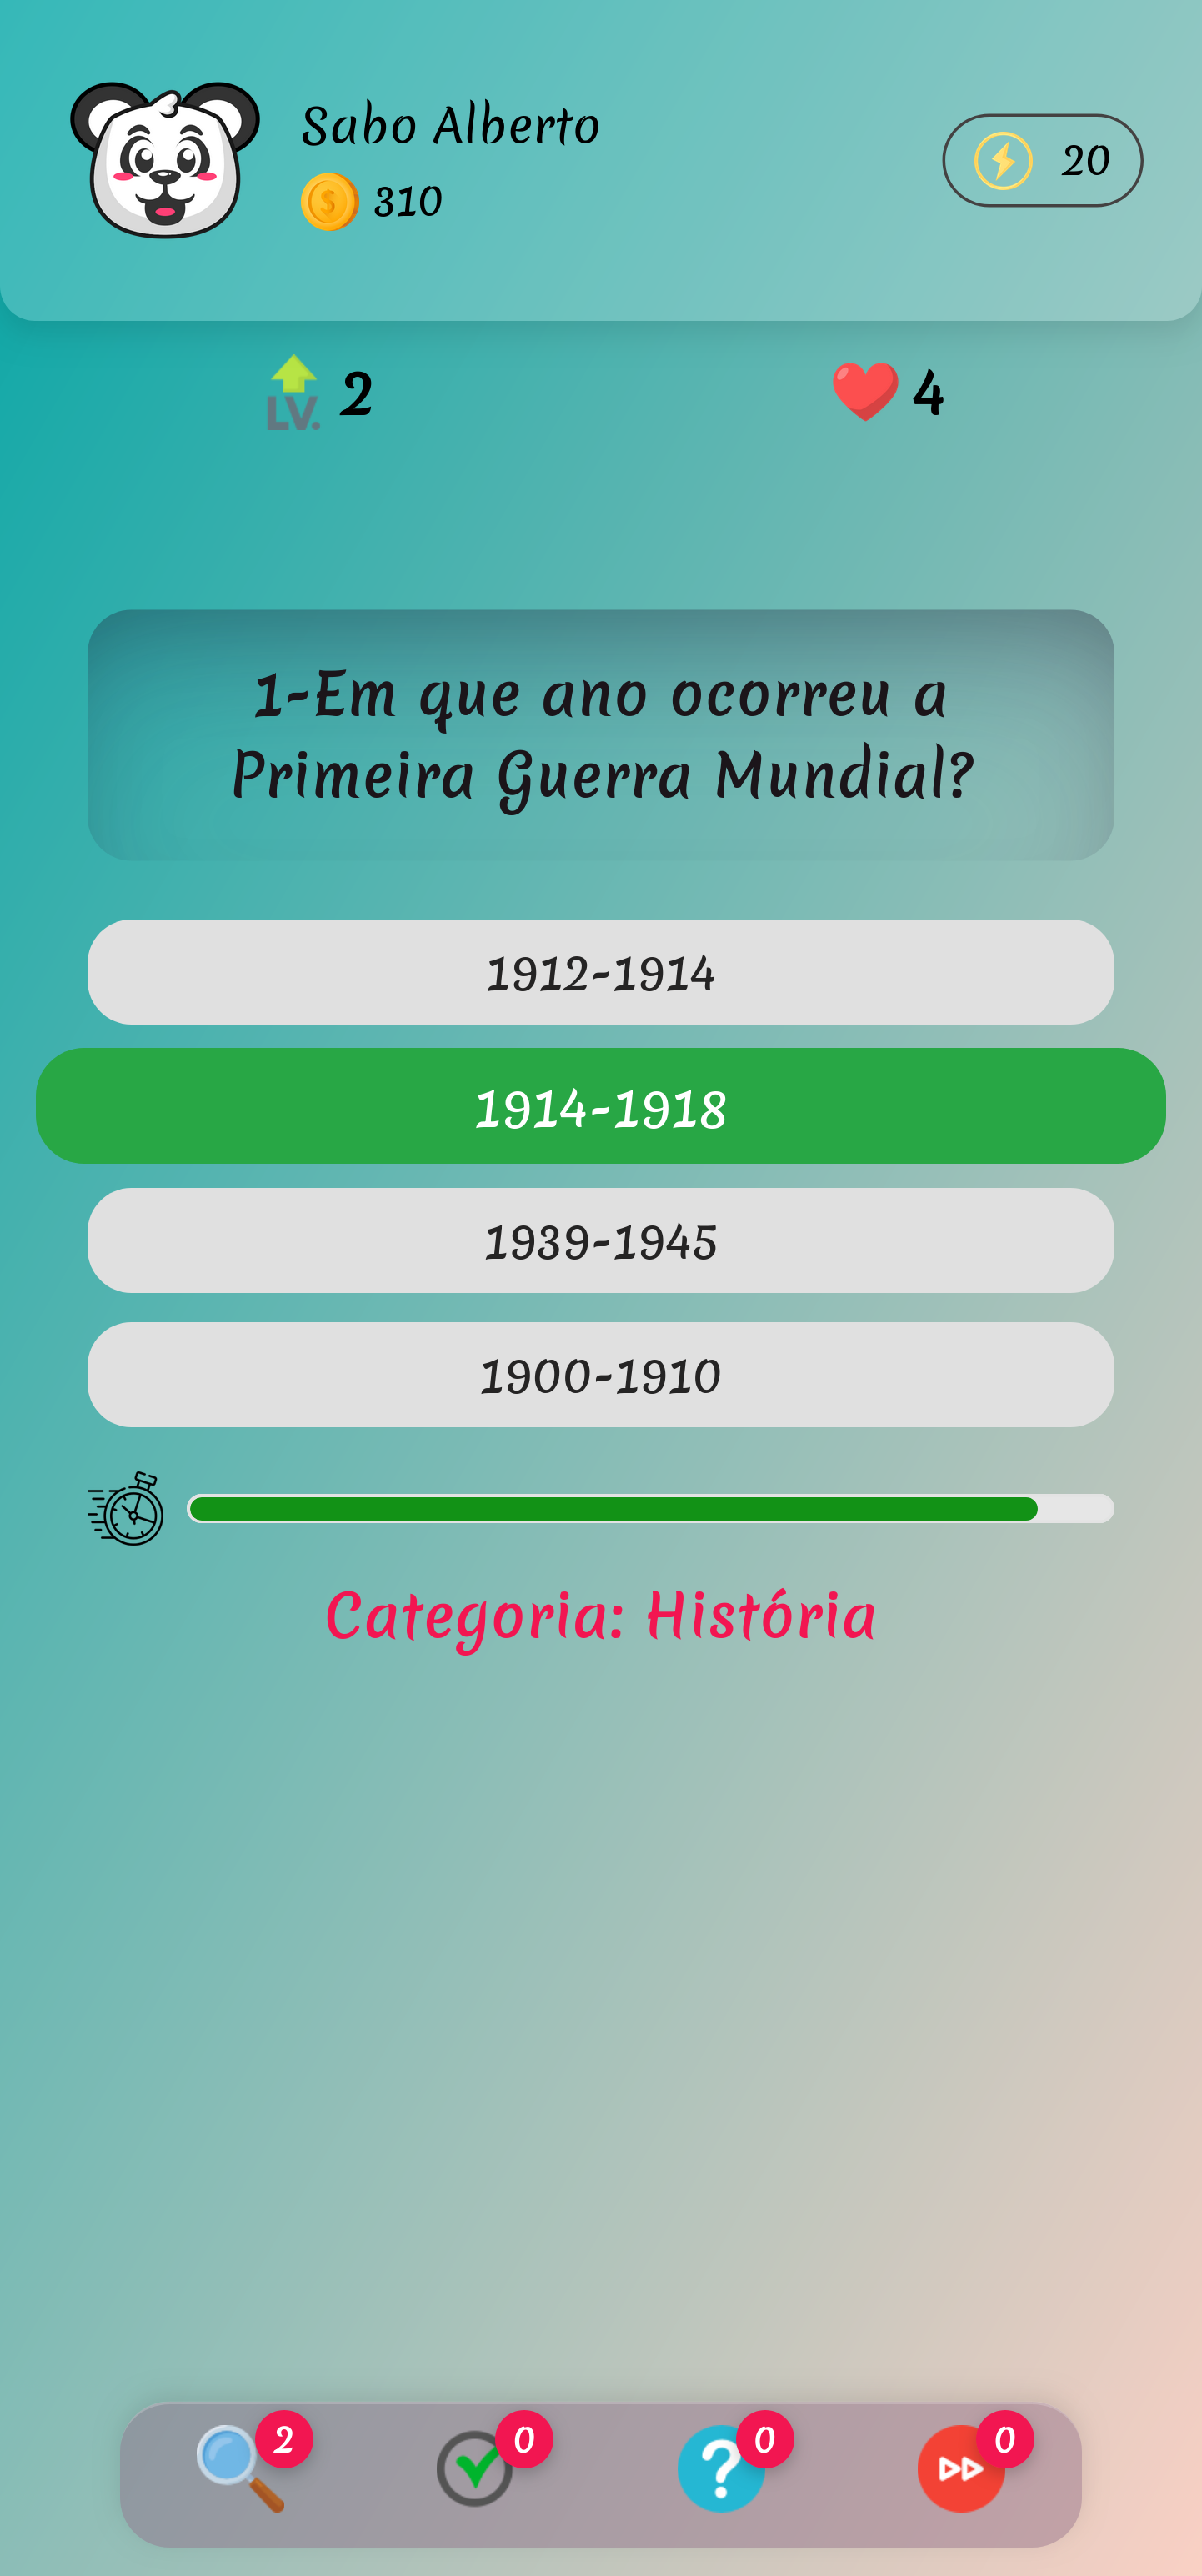 Sabo Alberto
310
20
LV. 2
4
1-Em que ano ocorreu a
Primeira Guerra Mundial?
1912-1914
1914-1918
1939-1945
1900-1910
Categoria: História
2
0
0
0